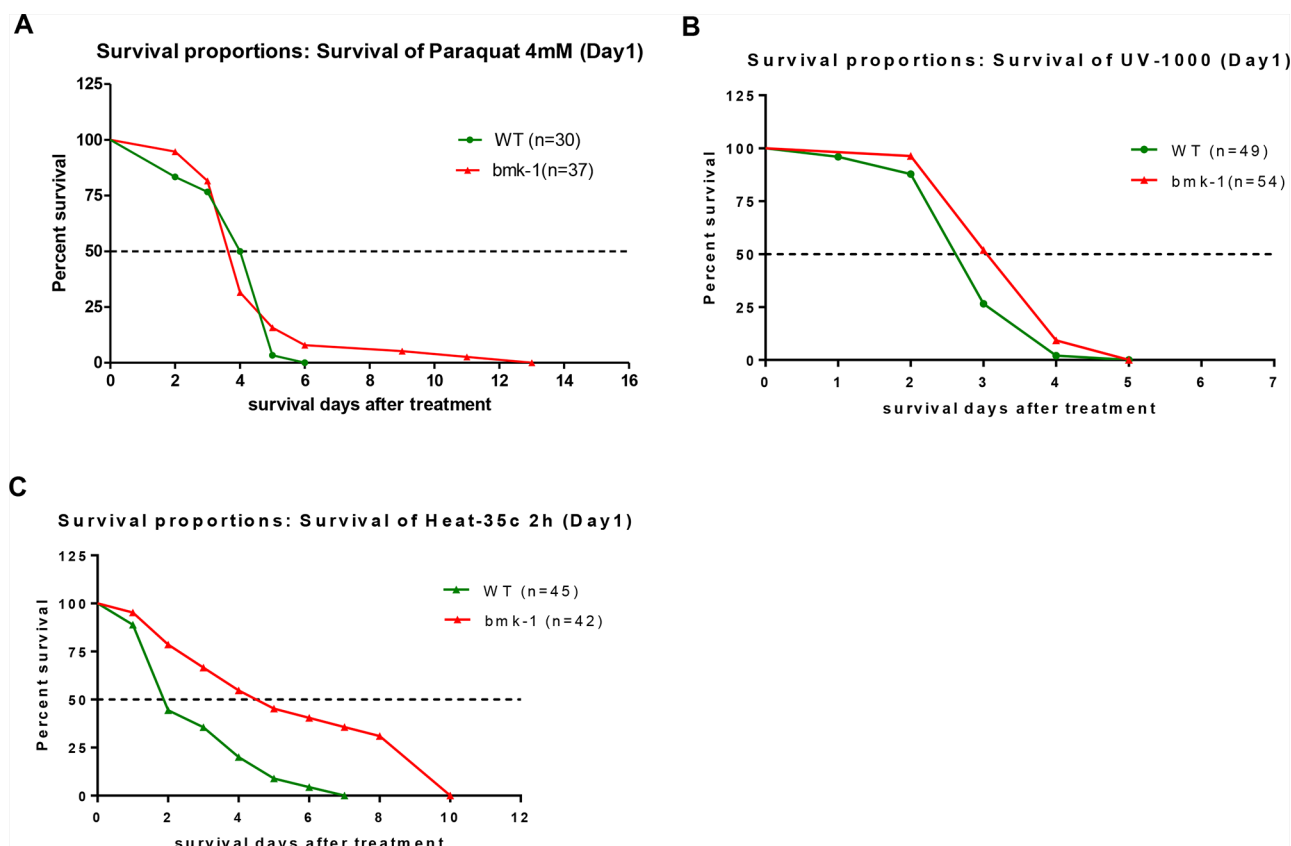 A
Survival proportions: Survival of Paraquat 4mM (Day1)
125
100
75
50
25
0
Percent survival
WT (n=30)
bmk-1(n=37)
0 2 4 6 8 10 12 14 16
survival days after treatment
B
Survival proportions: Survival of UV-1000 (Day1)
125
100
75
50
25
0
Percent survival
WT (n=49)
bmk-1(n=54)
0 1 2 3 4 5 6 7
survival days after treatment
C
Survival proportions: Survival of Heat-35c 2h (Day1)
125
100
75
50
25
0
Percent survival
WT (n=45)
bmk-1 (n=42)
0 2 4 6 8 10 12
survival days after treatment